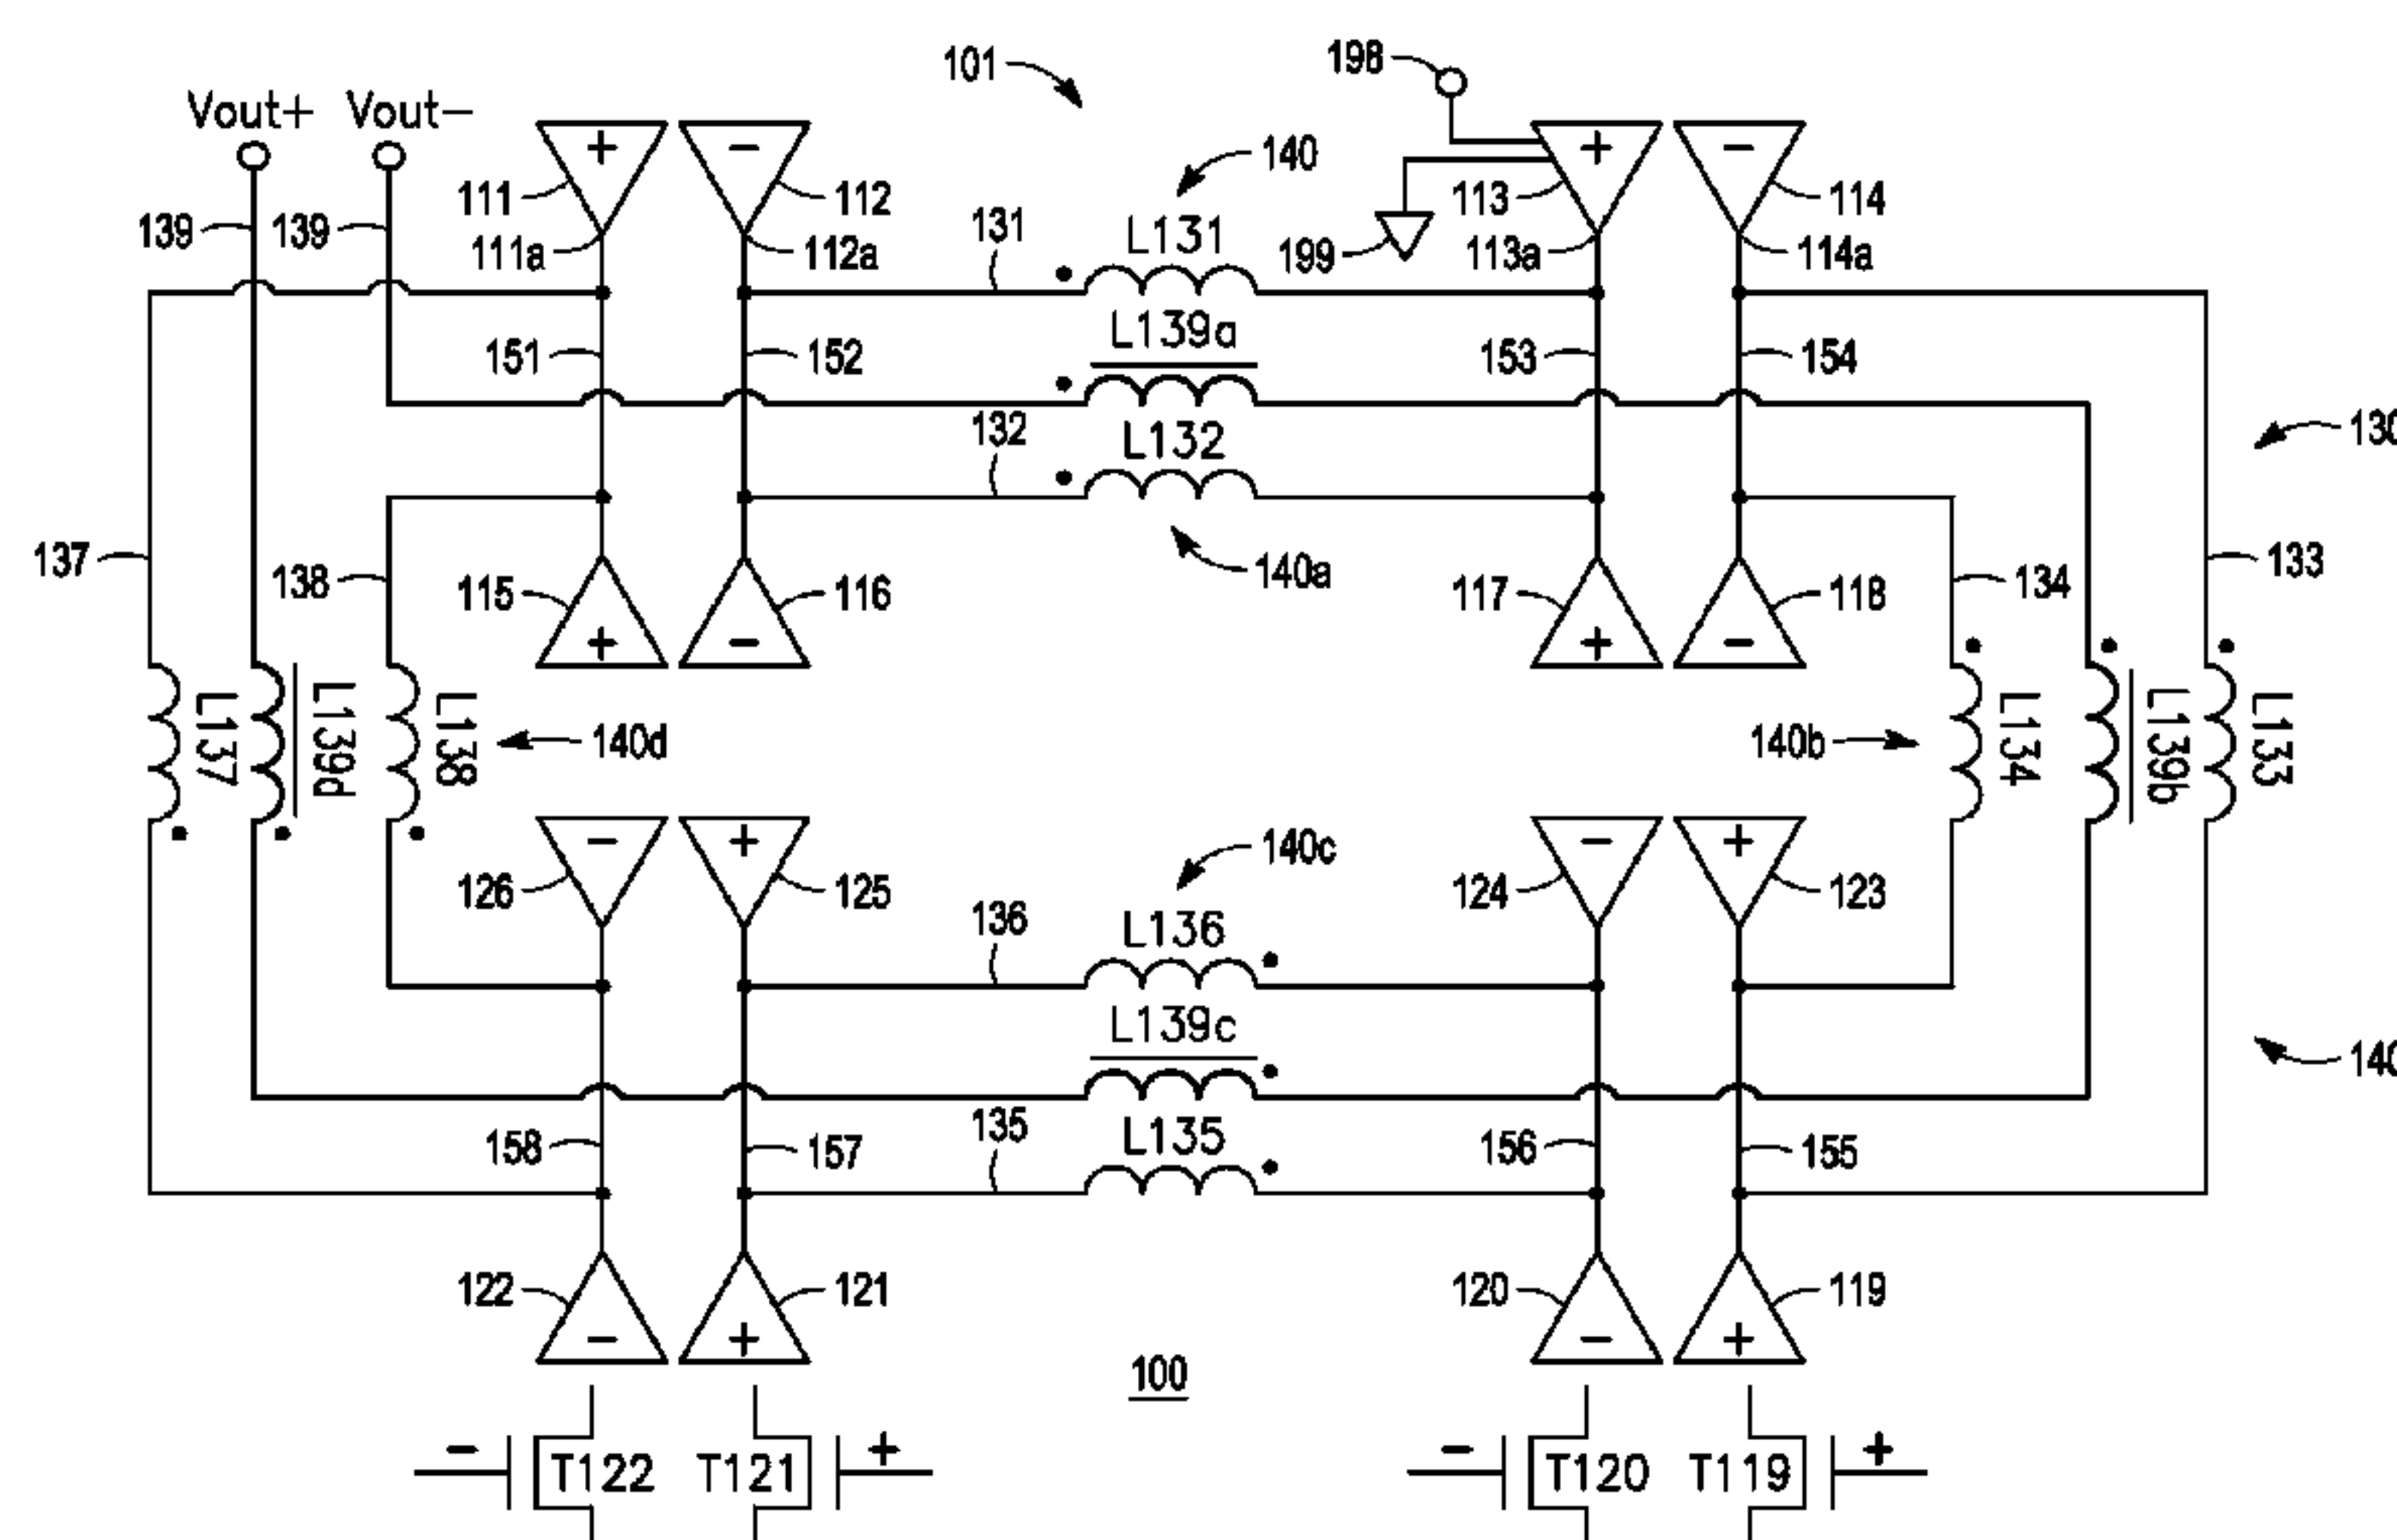 101
198
Vout+ Vout-
+ - + -
140
139 139 111 112 113 114
131 L131
111a 112a 199 113a 114a
L139a
151 152 153 154
132 L132
130
137 138 115 116 140a 117 118 134 133
+ - + -
L137 L139d L138 140d 140b L134 L139b L133
- + - +
140c
126 125 124 123
136 L136
L139c
140
158 157 135 L135 156 155
122 121 120 119
- + - +
100
- T122 T121 + - T120 T119 +